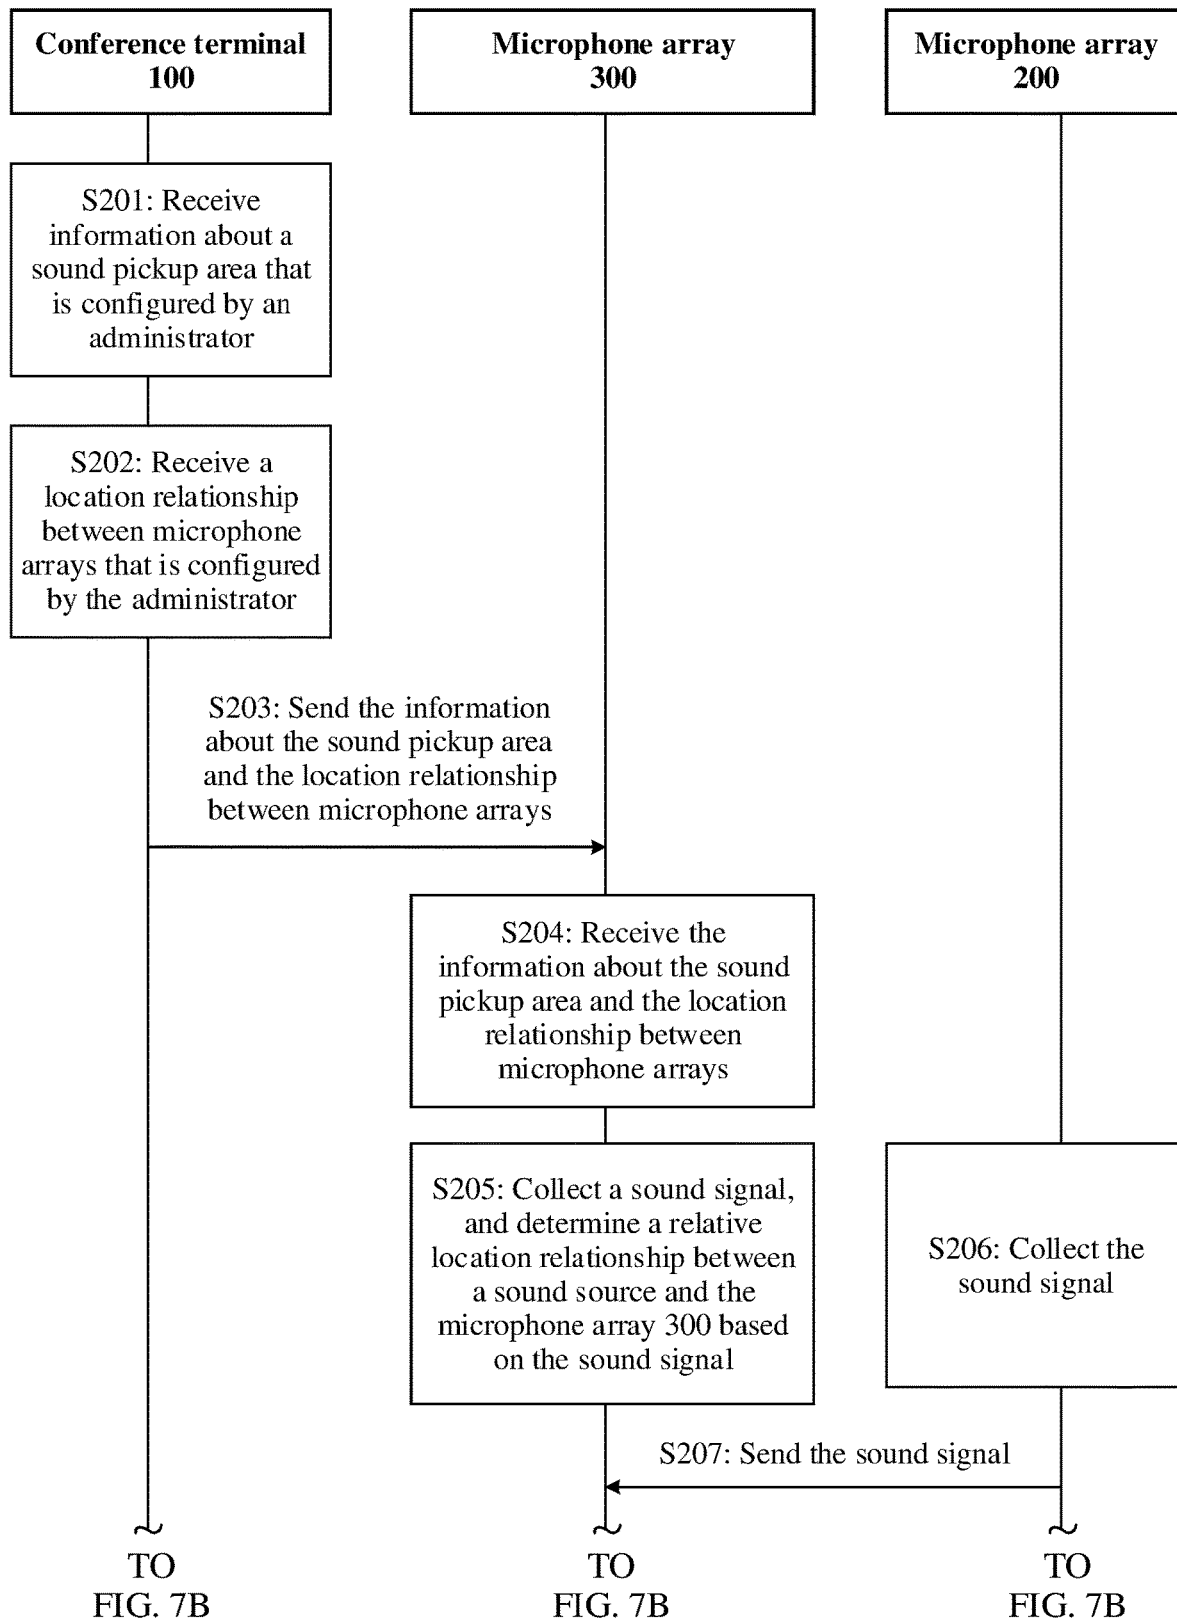 Conference terminal
100
Microphone array
300
Microphone array
200
S201: Receive
information about a
sound pickup area that
is configured by an
administrator
S202: Receive a
location relationship
between microphone
arrays that is configured
by the administrator
S203: Send the information
about the sound pickup area
and the location relationship
between microphone arrays
S204: Receive the
information about the sound
pickup area and the location
relationship between
microphone arrays
S205: Collect a sound signal,
and determine a relative
location relationship between
a sound source and the
microphone array 300 based
on the sound signal
S206: Collect the
sound signal
S207: Send the sound signal
TO
FIG. 7B
TO
FIG. 7B
TO
FIG. 7B